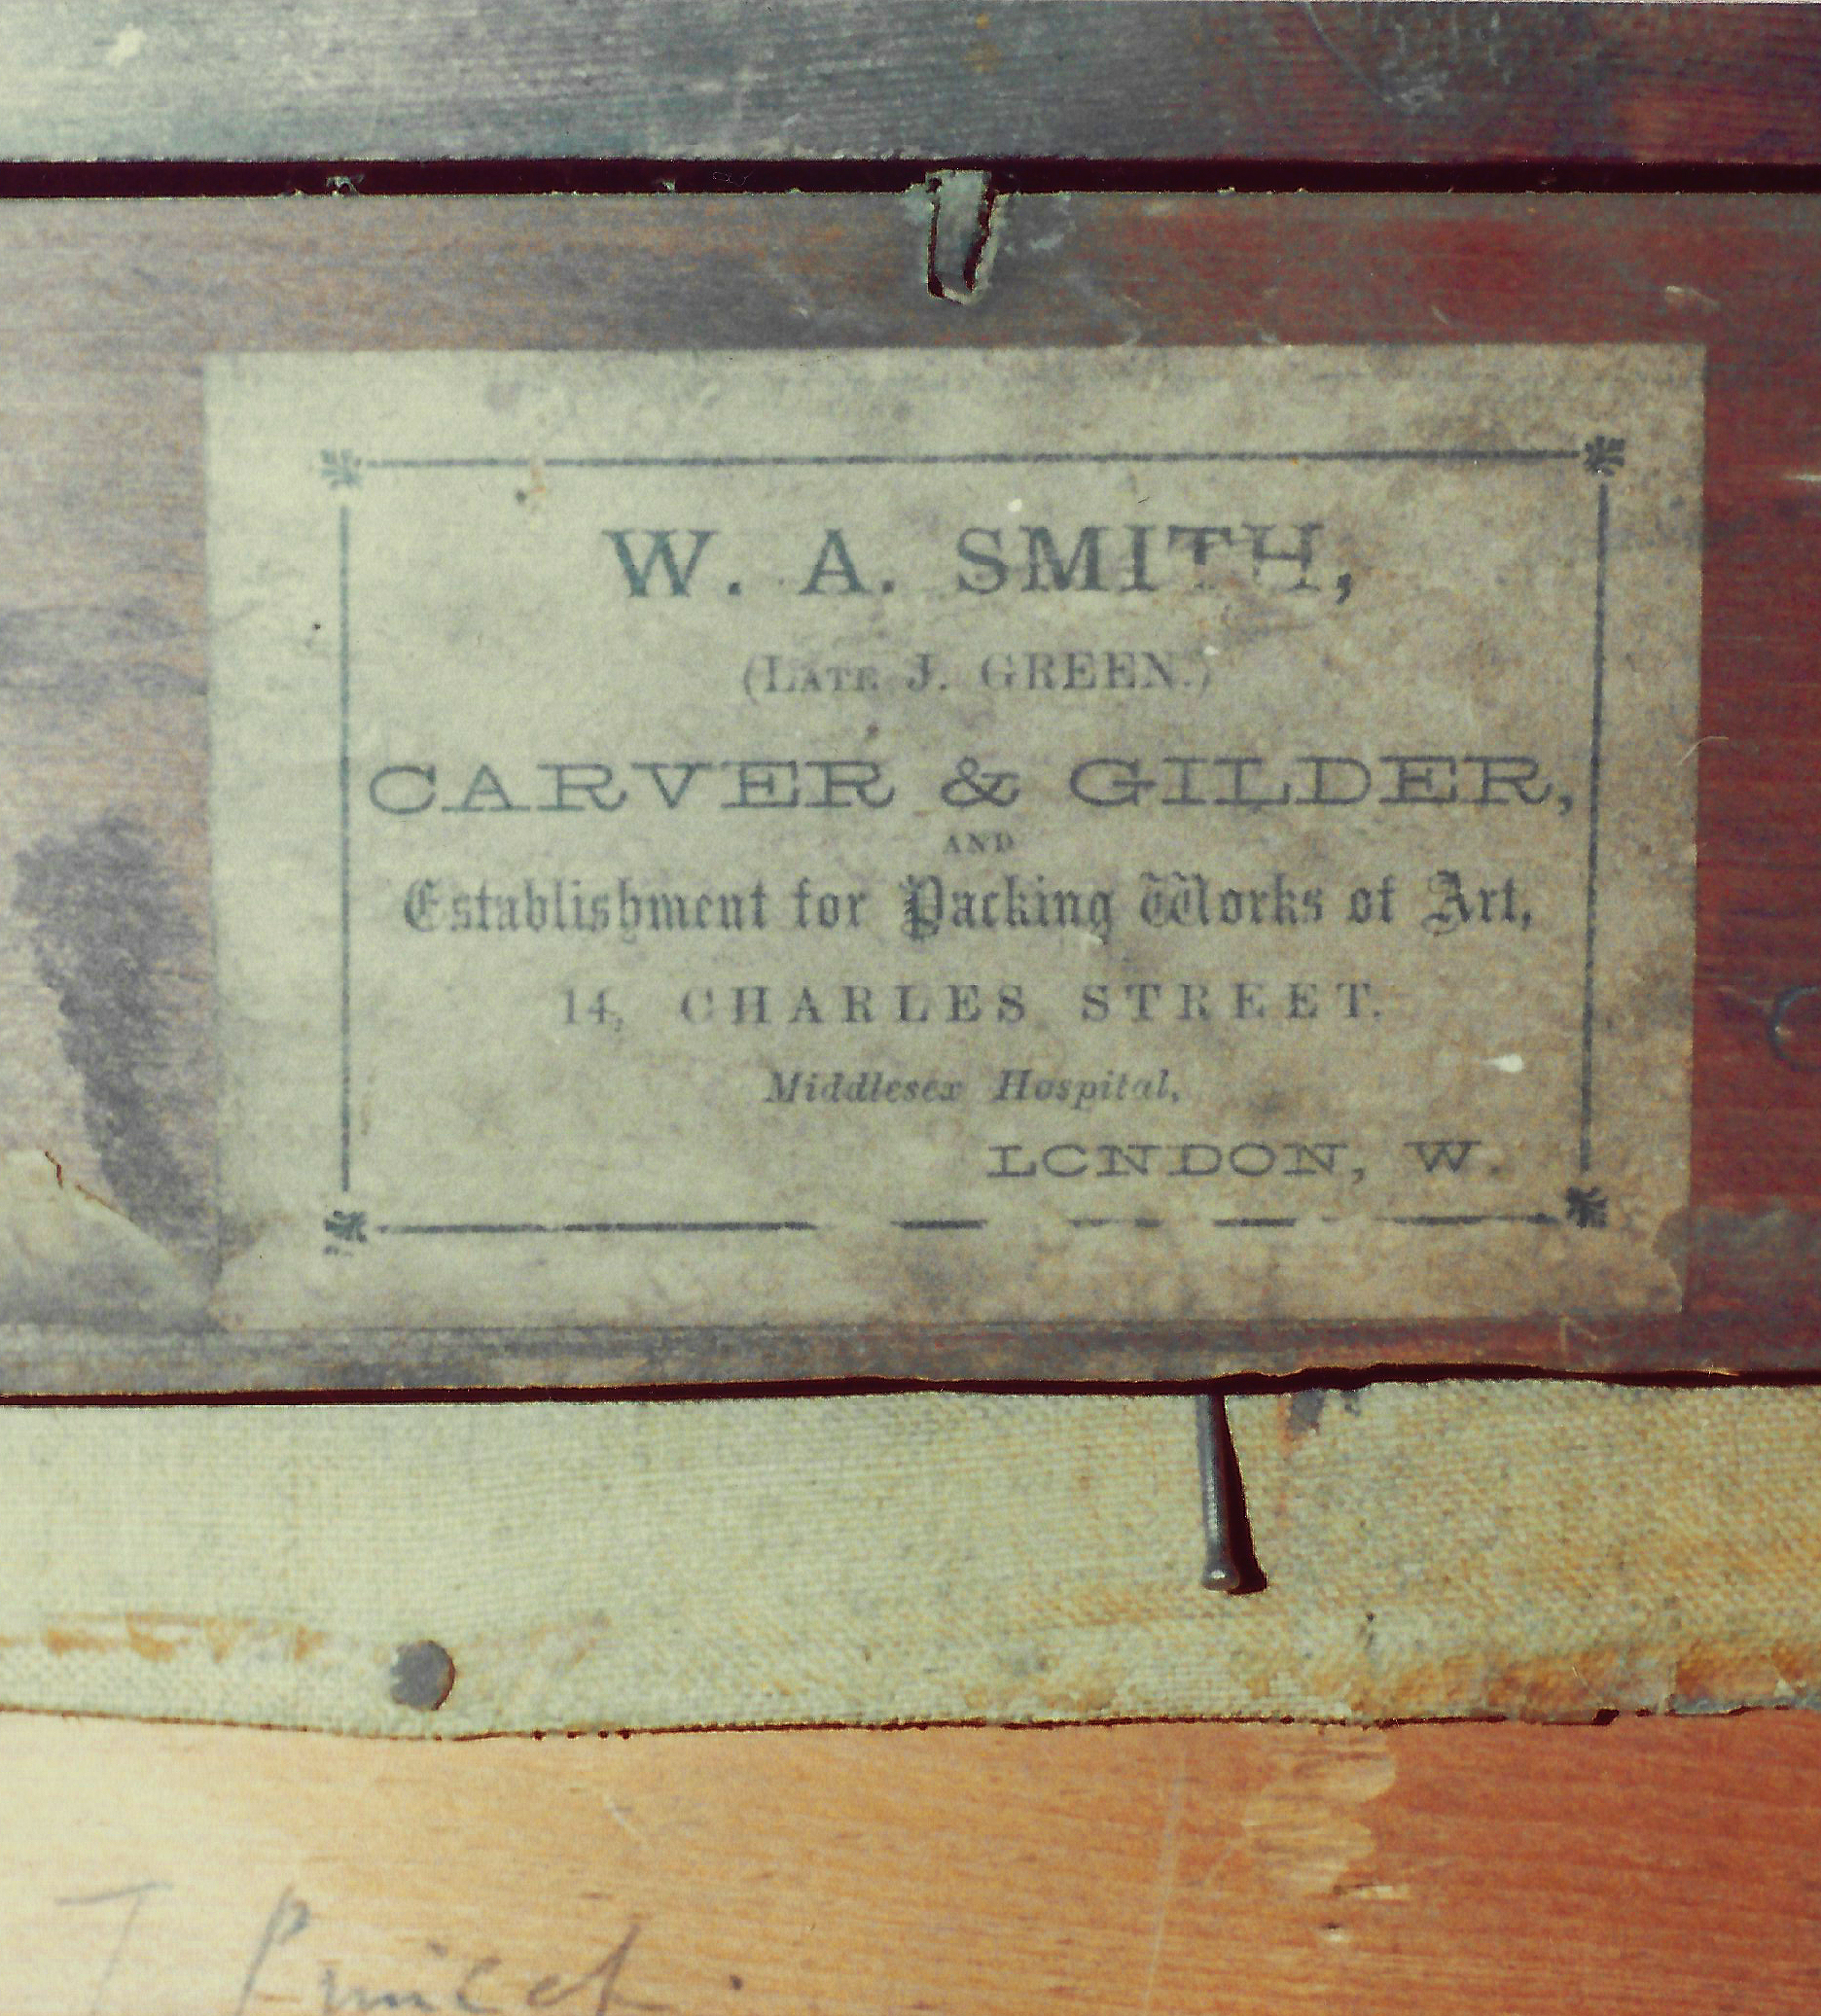 W. A. SMITH,
(LATE J. GREEN.)
CARVER & GILDER,
AND
Establishment for Packing Works of Art,
14, CHARLES STREET.
Middlesex Hospital,
LONDON, W.